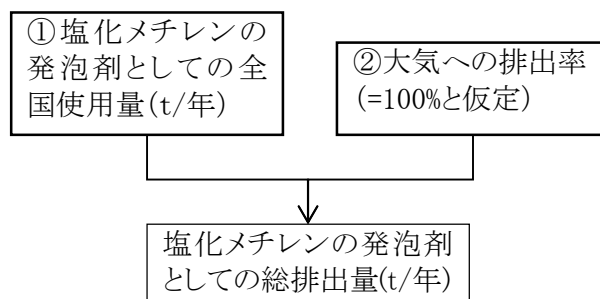 ①塩化メチレンの
発泡剤としての全
国使用量(t/年)
②大気への排出率
(=100%と仮定)
塩化メチレンの発泡剤
としての総排出量(t/年)